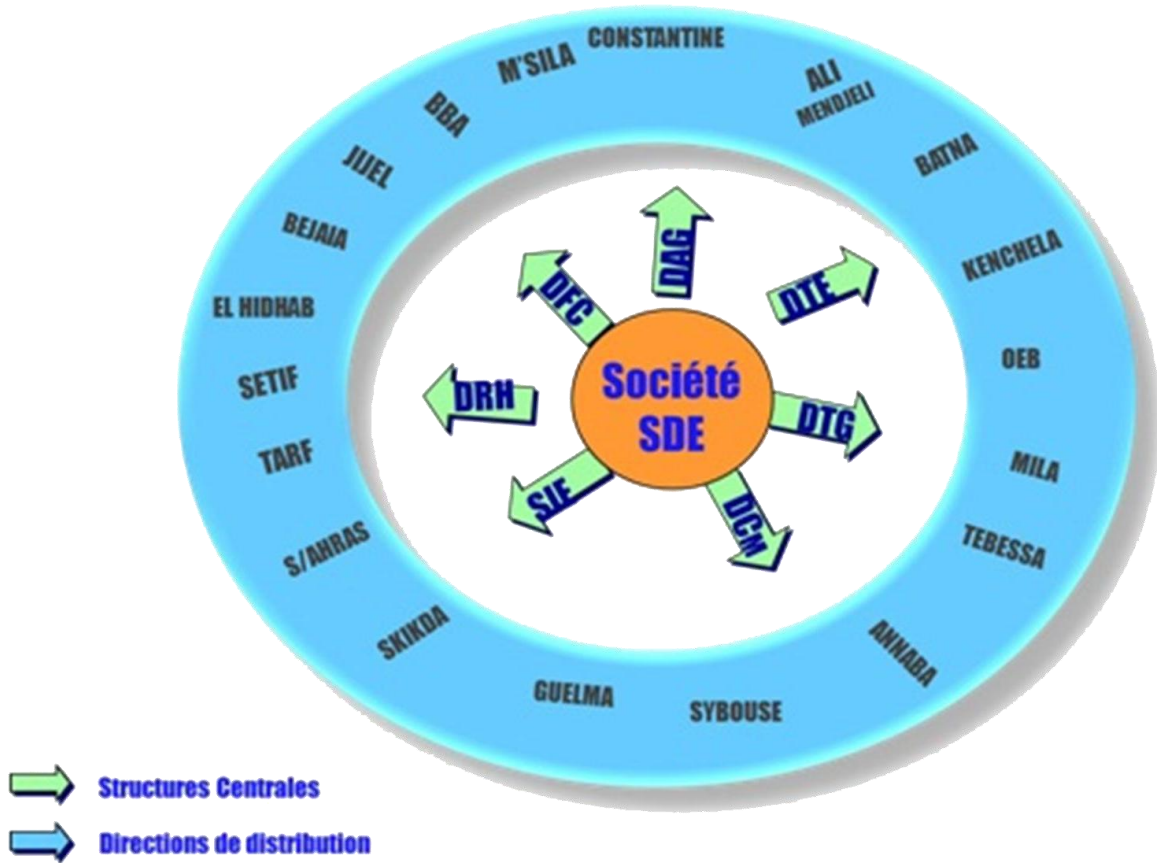 CONSTANTINE
ALI
MENDJELI
BATNA
KENCHELA
OEB
MILA
TEBESSA
ANNABA
SYBOUSE
GUELMA
SKIKDA
S/AHRAS
TARF
SETIF
EL HIDHAB
BEJAIA
JIJEL
BBA
M'SILA
DAG
DTE
DTG
DCM
SIE
DRH
DFC
Société
SDE
Structures Centrales
Directions de distribution